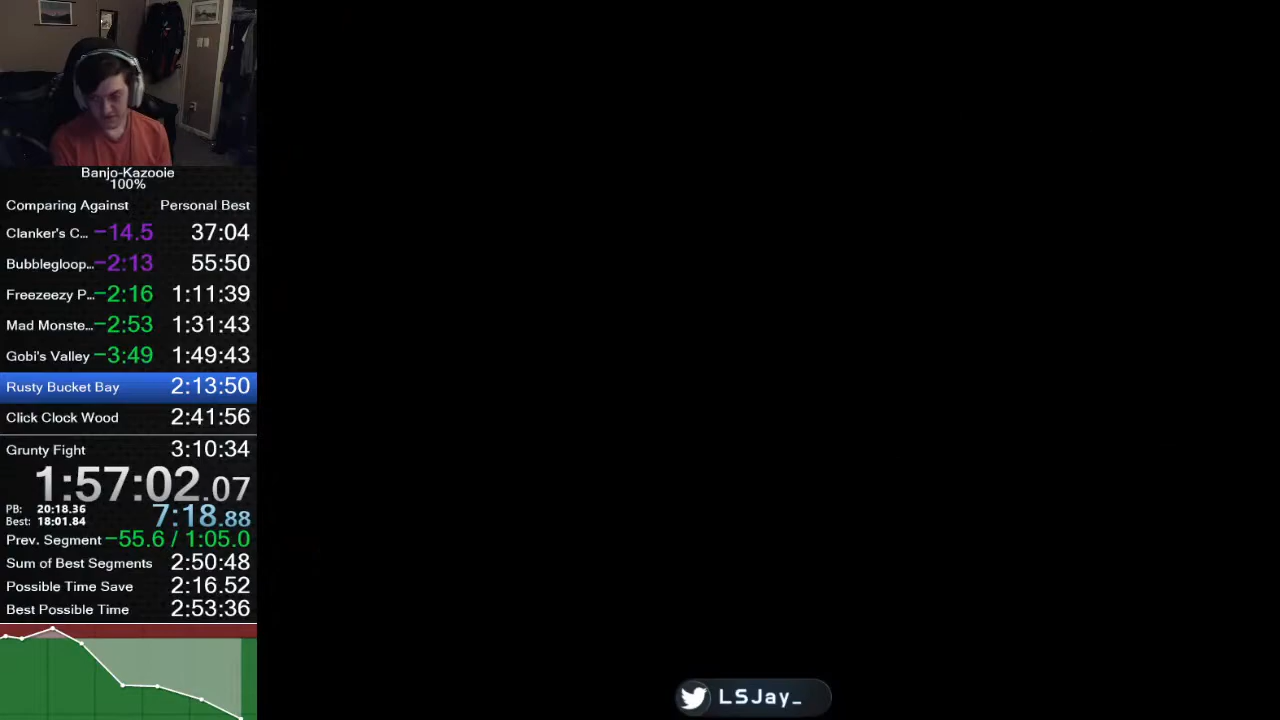 Banjo-Kazooie
100%
Comparing Against Personal Best
Clanker's C... −14.5 37:04
Bubblegloop... −2:13 55:50
Freezeezy P... −2:16 1:11:39
Mad Monste... −2:53 1:31:43
Gobi's Valley −3:49 1:49:43
Rusty Bucket Bay 2:13:50
Click Clock Wood 2:41:56
Grunty Fight 3:10:34
1:57:02.07
PB: 20:18.36
Best: 18:01.84
7:18.88
Prev. Segment −55.6 / 1:05.0
Sum of Best Segments 2:50:48
Possible Time Save 2:16.52
Best Possible Time 2:53:36
LSJay_